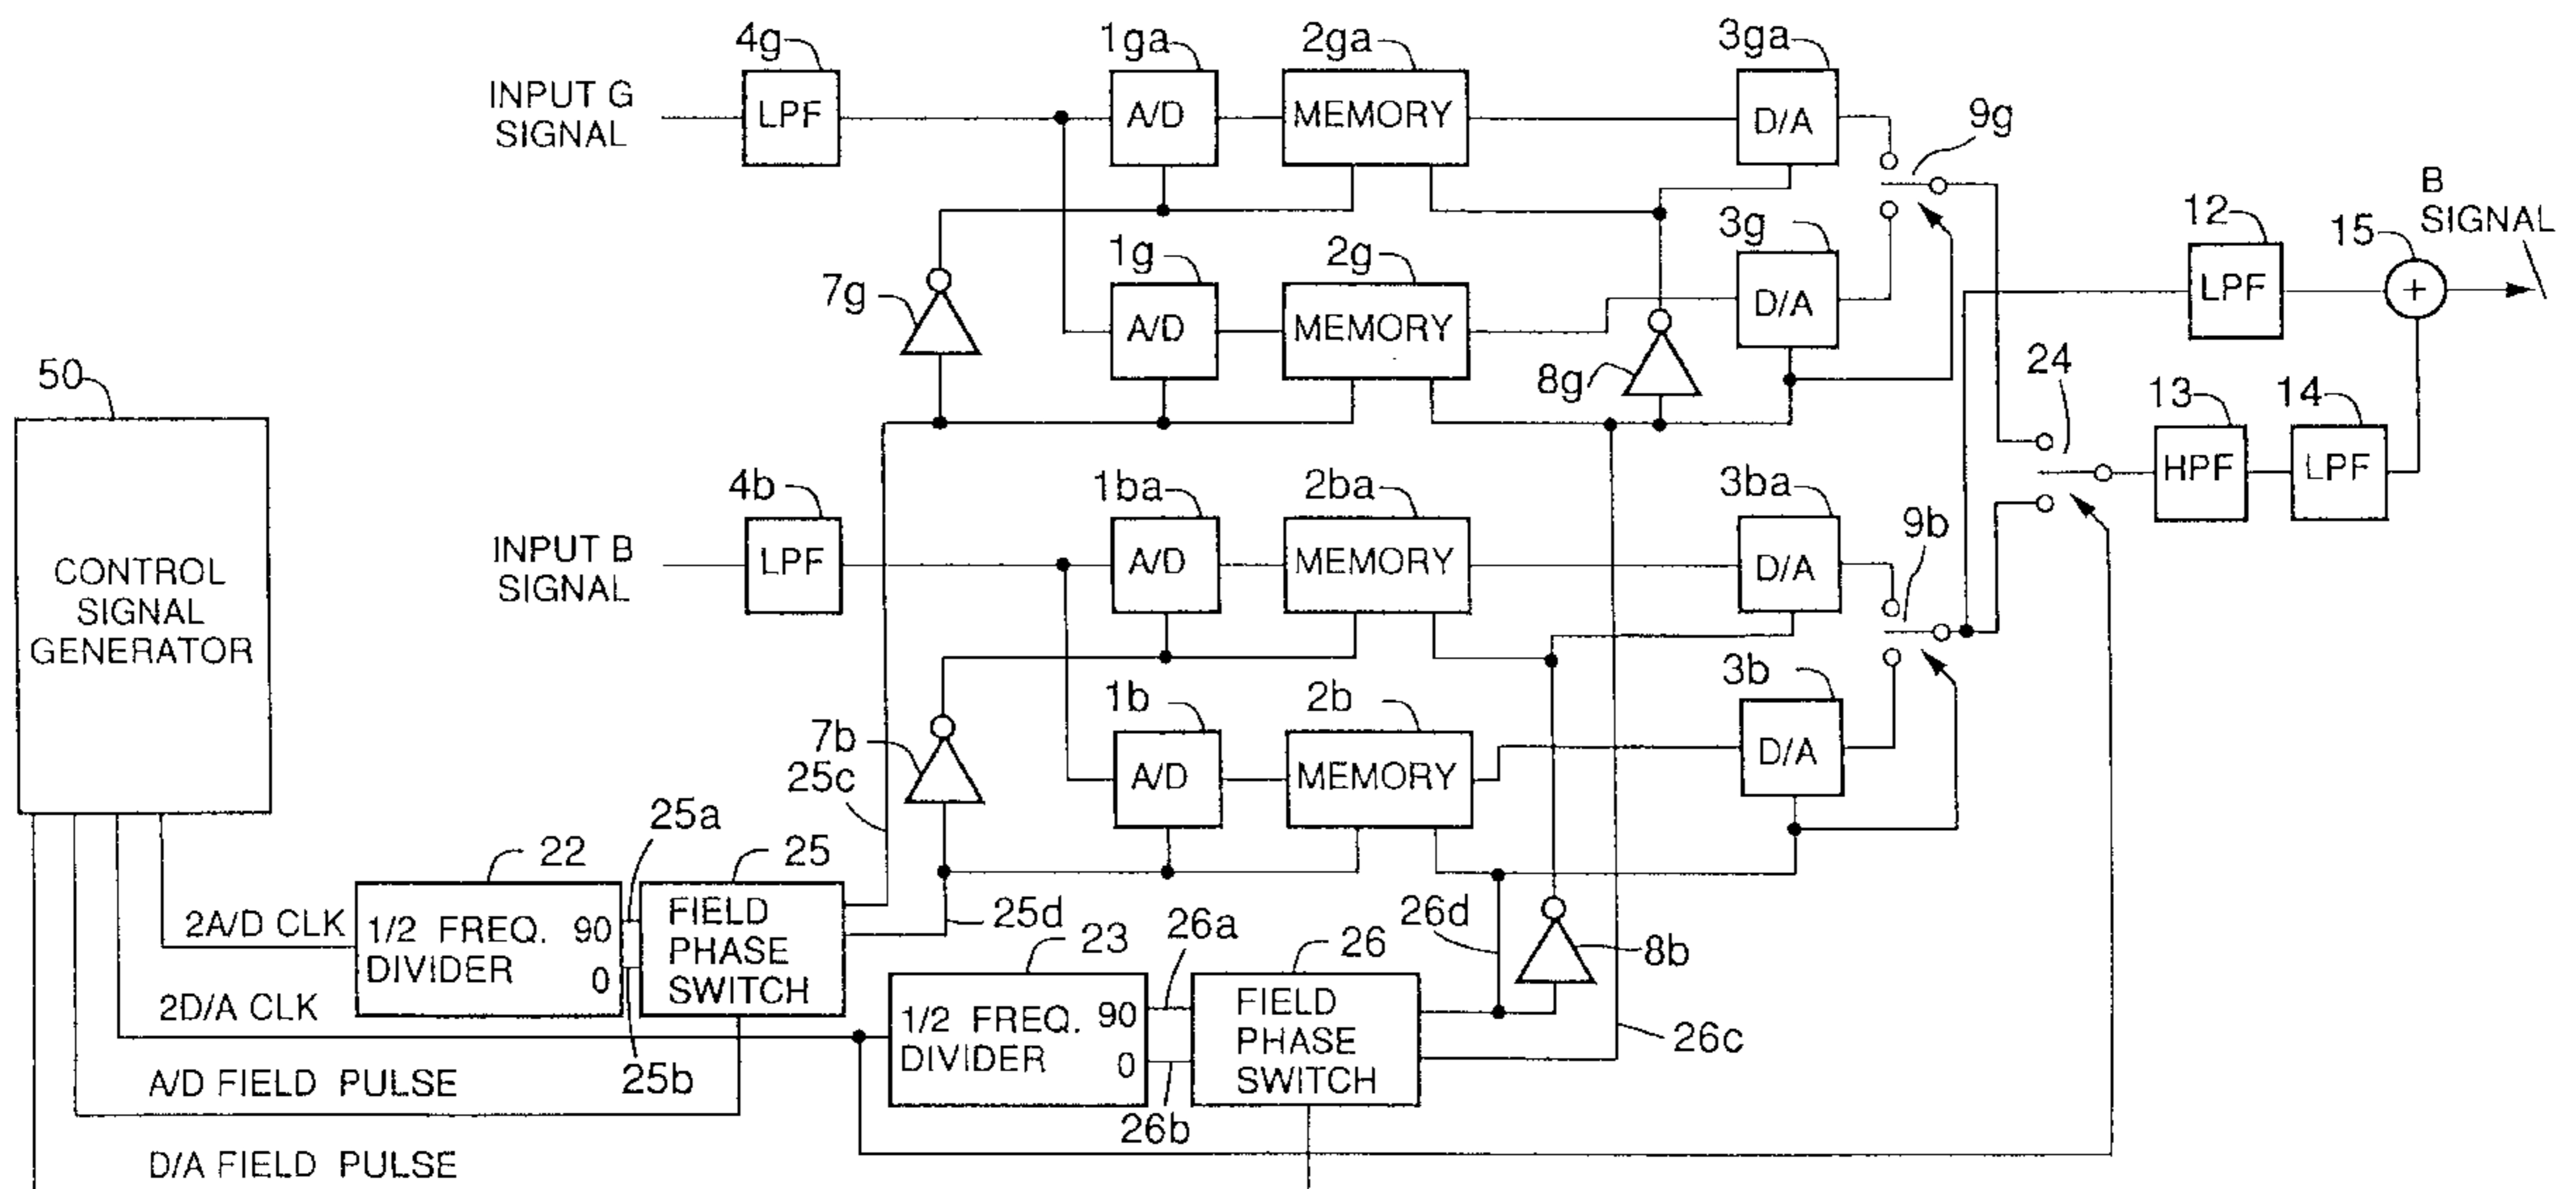 4g
1ga
2ga
3ga
INPUT G
SIGNAL
LPF
A/D
MEMORY
D/A
9g
B
SIGNAL
12
15
7g
1g
2g
3g
A/D
MEMORY
D/A
LPF
+
8g
24
13
14
50
HPF
LPF
4b
1ba
2ba
3ba
9b
INPUT B
SIGNAL
LPF
A/D
MEMORY
D/A
CONTROL
SIGNAL
GENERATOR
7b
1b
2b
3b
25c
A/D
MEMORY
D/A
25a
22
25
2A/D CLK
1/2 FREQ.
DIVIDER
90
0
FIELD
PHASE
SWITCH
25d
23
26a
26d
26
8b
2D/A CLK
1/2 FREQ.
DIVIDER
90
0
FIELD
PHASE
SWITCH
26c
25b
26b
A/D FIELD PULSE
D/A FIELD PULSE